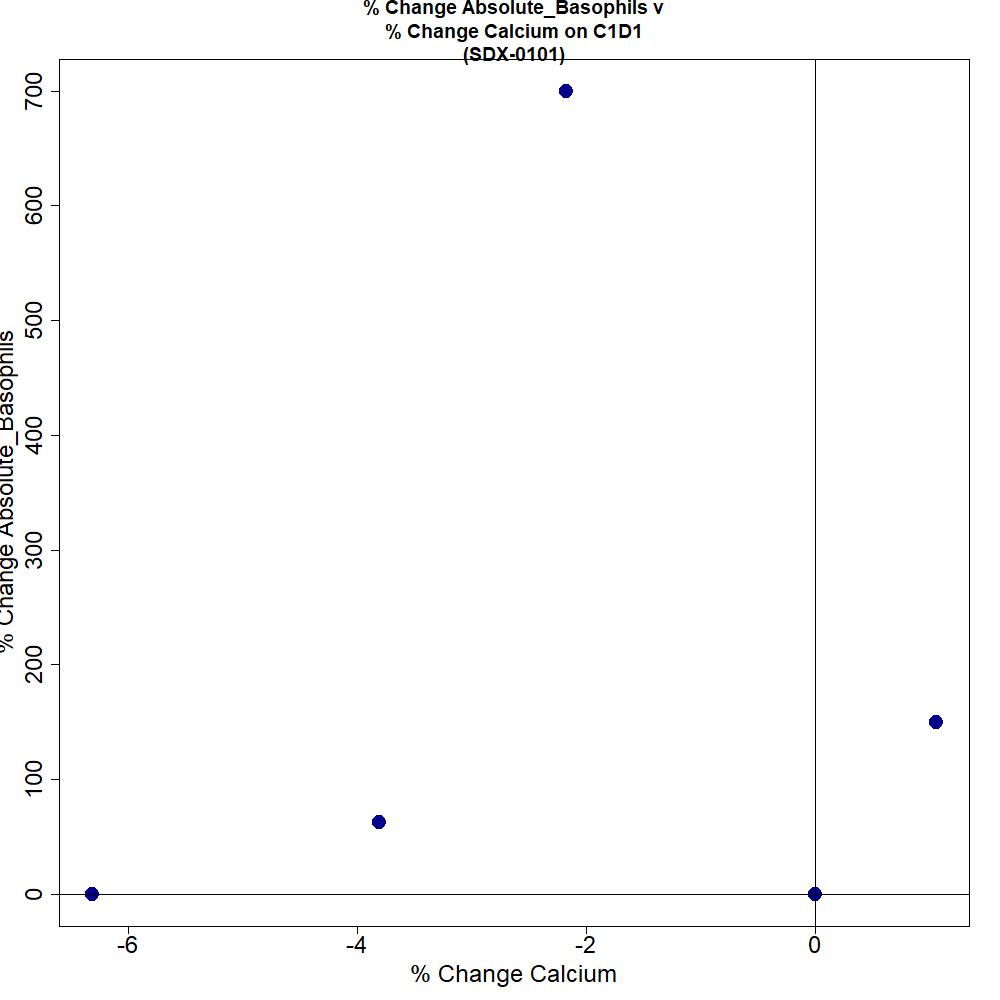 % Change Absolute_Basophils v
% Change Calcium on C1D1
(SDX-0101)
% Change Absolute_Basophils
700
600
500
400
300
200
100
0
-6
-4
-2
0
% Change Calcium